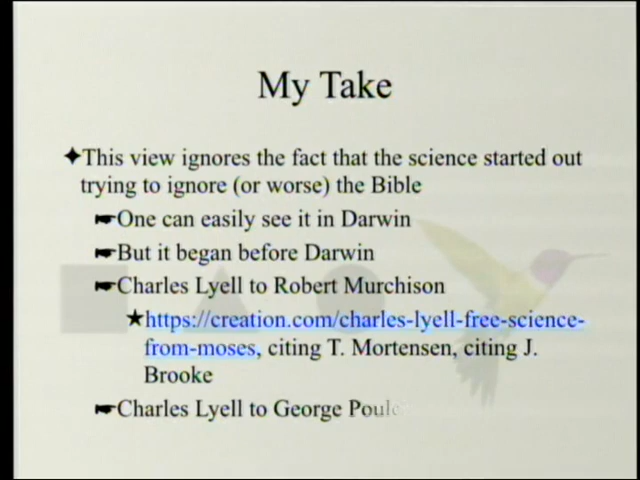 My Take
✦This view ignores the fact that the science started out
trying to ignore (or worse) the Bible
☛One can easily see it in Darwin
☛But it began before Darwin
☛Charles Lyell to Robert Murchison
★https://creation.com/charles-lyell-free-science-
from-moses, citing T. Mortensen, citing J.
Brooke
☛Charles Lyell to George Poule